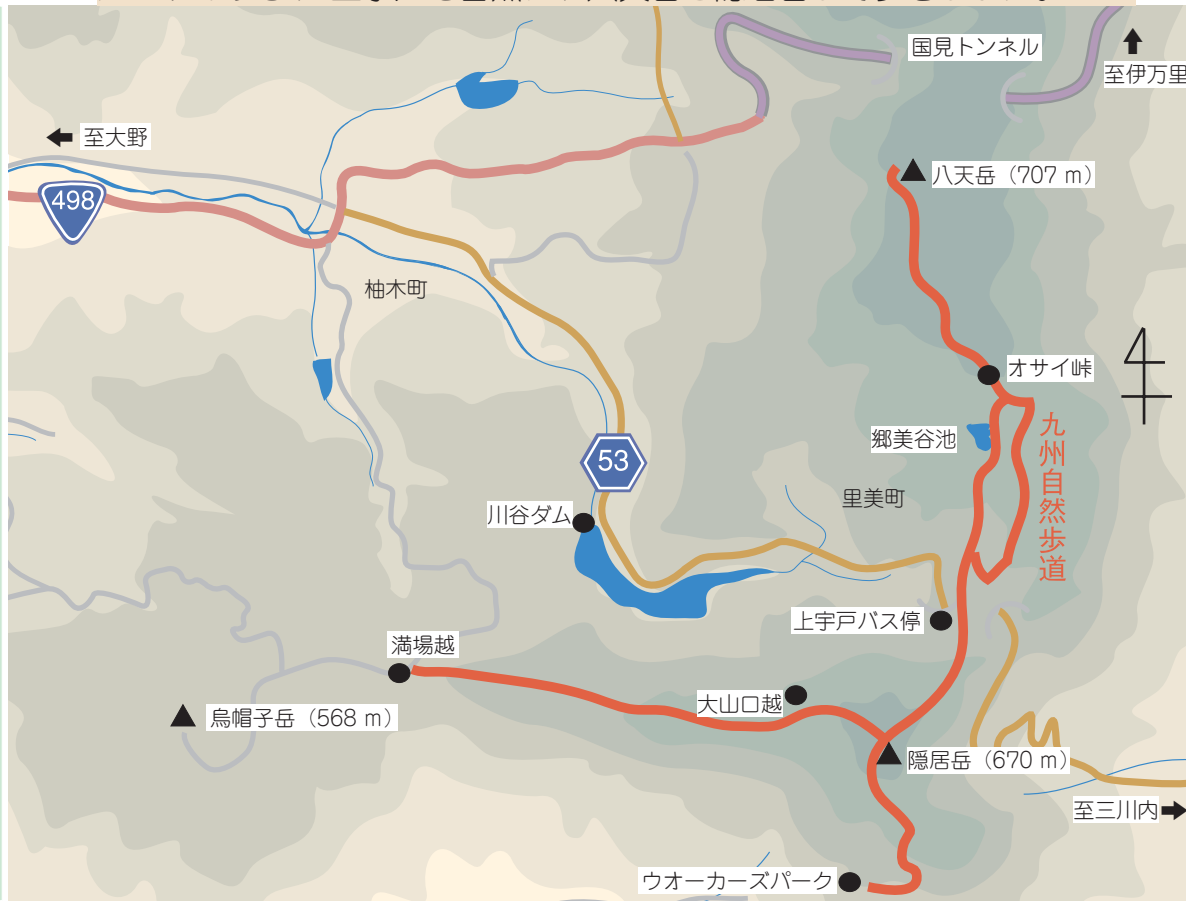 国見トンネル
至伊万里
至大野
498
八天岳（707 m）
柚木町
オサイ峠
九州自然歩道
郷美谷池
53
里美町
川谷ダム
上宇戸バス停
満場越
大山口越
烏帽子岳（568 m）
隠居岳（670 m）
至三川内
ウオーカーズパーク